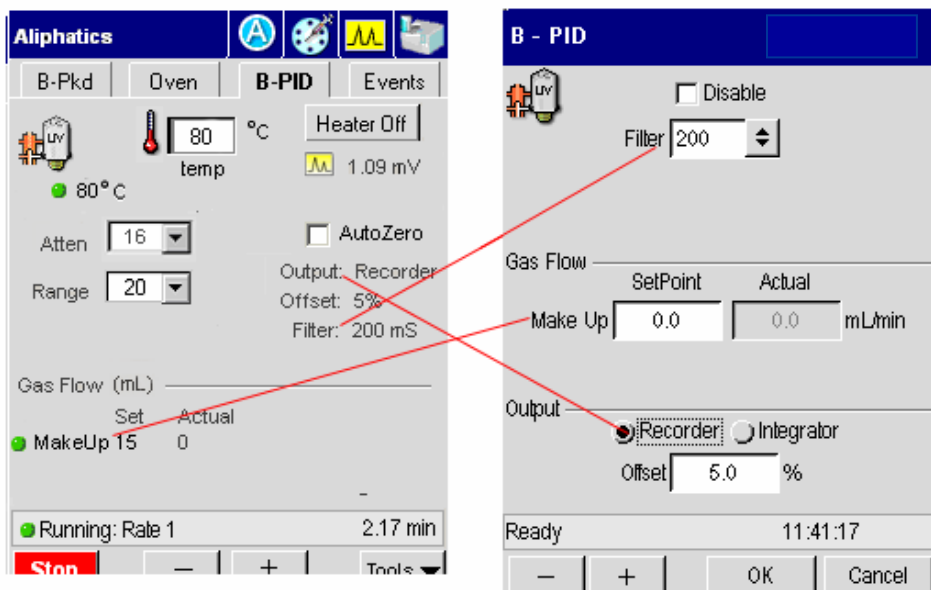 Aliphatics
A
B-Pkd Oven B-PID Events
UV
80 °C Heater Off
temp 1.09 mV
80°C
Atten 16 AutoZero
Range 20
Output: Recorder
Offset: 5%
Filter: 200 mS
Gas Flow (mL)
Set Actual
MakeUp 15 0
-
Running: Rate 1 2.17 min
Stop — + Tools
B - PID
UV
Disable
Filter 200
Gas Flow
SetPoint Actual
Make Up 0.0 0.0 mL/min
Output
Recorder Integrator
Offset 5.0 %
Ready 11:41:17
— + OK Cancel